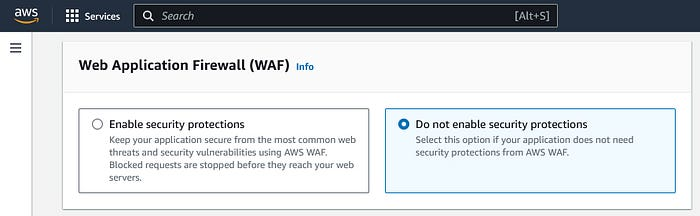 aws Services Search [Alt+S]
Web Application Firewall (WAF) Info
Enable security protections
Keep your application secure from the most common web
threats and security vulnerabilities using AWS WAF.
Blocked requests are stopped before they reach your web
servers.
Do not enable security protections
Select this option if your application does not need
security protections from AWS WAF.